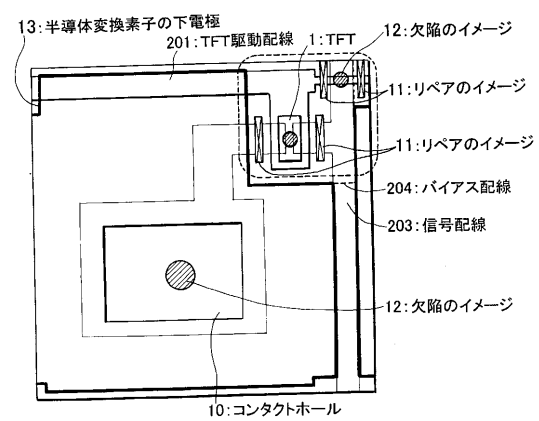 13:半導体変換素子の下電極
201:TFT駆動配線
1:TFT
12:欠陥のイメージ
11:リペアのイメージ
11:リペアのイメージ
204:バイアス配線
203:信号配線
12:欠陥のイメージ
10:コンタクトホール